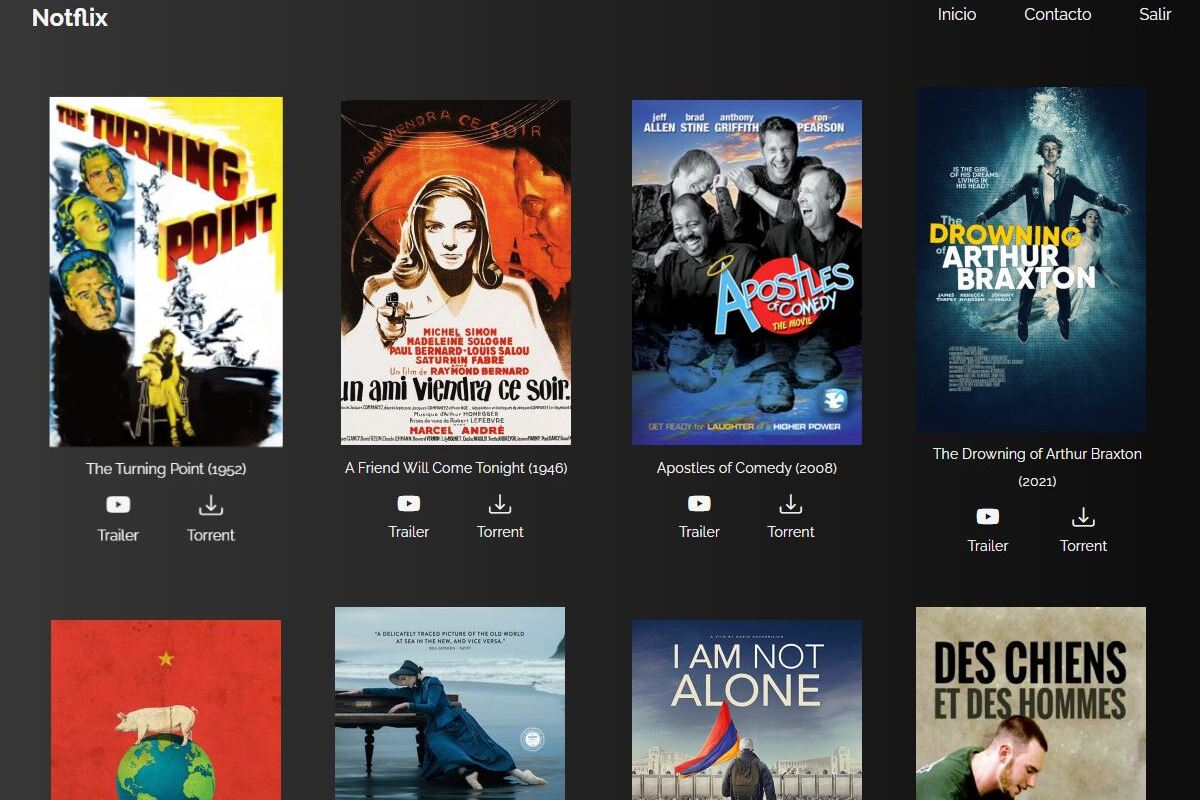 Notflix
Inicio
Contacto
Salir
THE TURNING
POINT
The Turning Point (1952)
Trailer
Torrent
UN AMI VIENDRA CE SOIR
MICHEL SIMON
MADELEINE SOLOGNE
PAUL BERNARD-LOUIS SALOU
SATURNIN FABRE
Un film de RAYMOND BERNARD
un ami viendra ce soir.
Musique d'Arthur HONEGGER
Prises de vues de Robert LEFEBVRE
MARCEL ANDRÉ
A Friend Will Come Tonight (1946)
Trailer
Torrent
jeff ALLEN
brad STINE
anthony GRIFFITH
ron PEARSON
APOSTLES
of COMEDY
THE MOVIE
GET READY for LAUGHTER of a HIGHER POWER
Apostles of Comedy (2008)
Trailer
Torrent
IS THE GIRL
OF HIS DREAMS
LIVING IN
HIS HEAD?
The
DROWNING
of ARTHUR
BRAXTON
JAMES TARPEY
REBECCA HANSSEN
JOHNNY VEGAS
The Drowning of Arthur Braxton
(2021)
Trailer
Torrent
"A DELICATELY TRACED PICTURE OF THE OLD WORLD
AT SEA IN THE NEW, AND VICE VERSA."
I AM NOT
ALONE
DES CHIENS
ET DES HOMMES